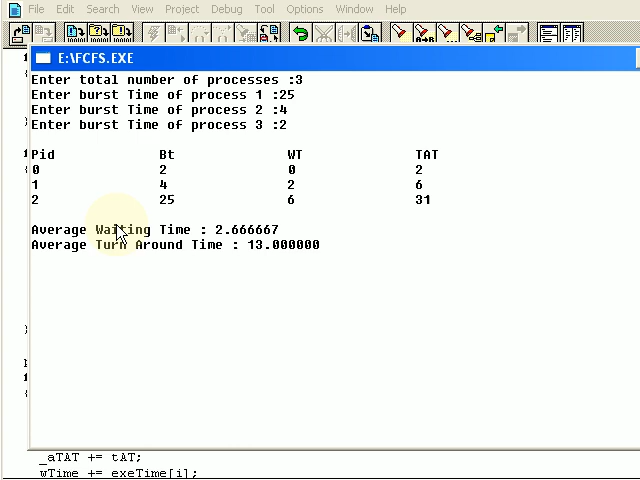 File Edit Search View Project Debug Tool Options Window Help
E:\FCFS.EXE
Enter total number of processes :3
Enter burst Time of process 1 :25
Enter burst Time of process 2 :4
Enter burst Time of process 3 :2
Pid Bt WT TAT
0 2 0 2
1 4 2 6
2 25 6 31
Average Waiting Time : 2.666667
Average Turn Around Time : 13.000000
_aTAT += tAT;
wTime += exeTime[i];